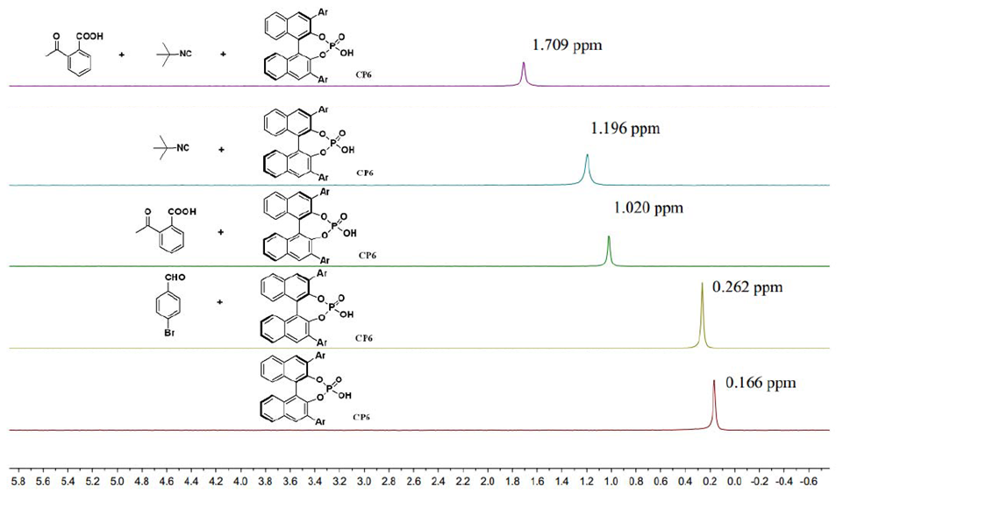 O COOH + NC + Ar O P O OH O Ar CP6
1.709 ppm
NC + Ar O P O OH O Ar CP6
1.196 ppm
O COOH + Ar O P O OH O Ar CP6
1.020 ppm
CHO Br + Ar O P O OH O Ar CP6
0.262 ppm
Ar O P O OH O Ar CP6
0.166 ppm
5.8 5.6 5.4 5.2 5.0 4.8 4.6 4.4 4.2 4.0 3.8 3.6 3.4 3.2 3.0 2.8 2.6 2.4 2.2 2.0 1.8 1.6 1.4 1.2 1.0 0.8 0.6 0.4 0.2 0.0 -0.2 -0.4 -0.6